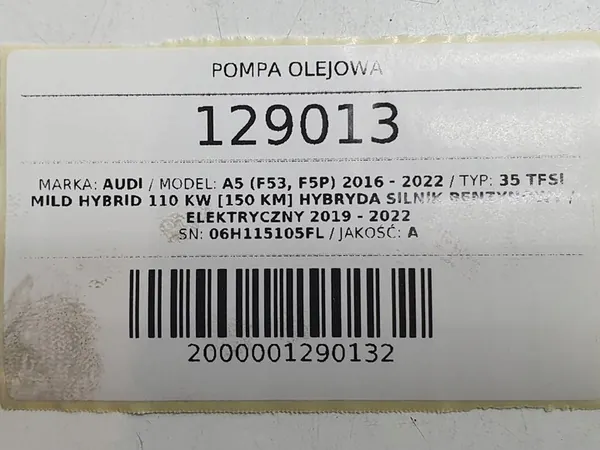 POMPA OLEJOWA
129013
MARKA: AUDI / MODEL: A5 (F53, F5P) 2016 - 2022 / TYP: 35 TFSI
MILD HYBRID 110 KW [150 KM] HYBRYDA SILNIK BENZYNOWY /
ELEKTRYCZNY 2019 - 2022
SN: 06H115105FL / JAKOŚĆ: A
2000001290132